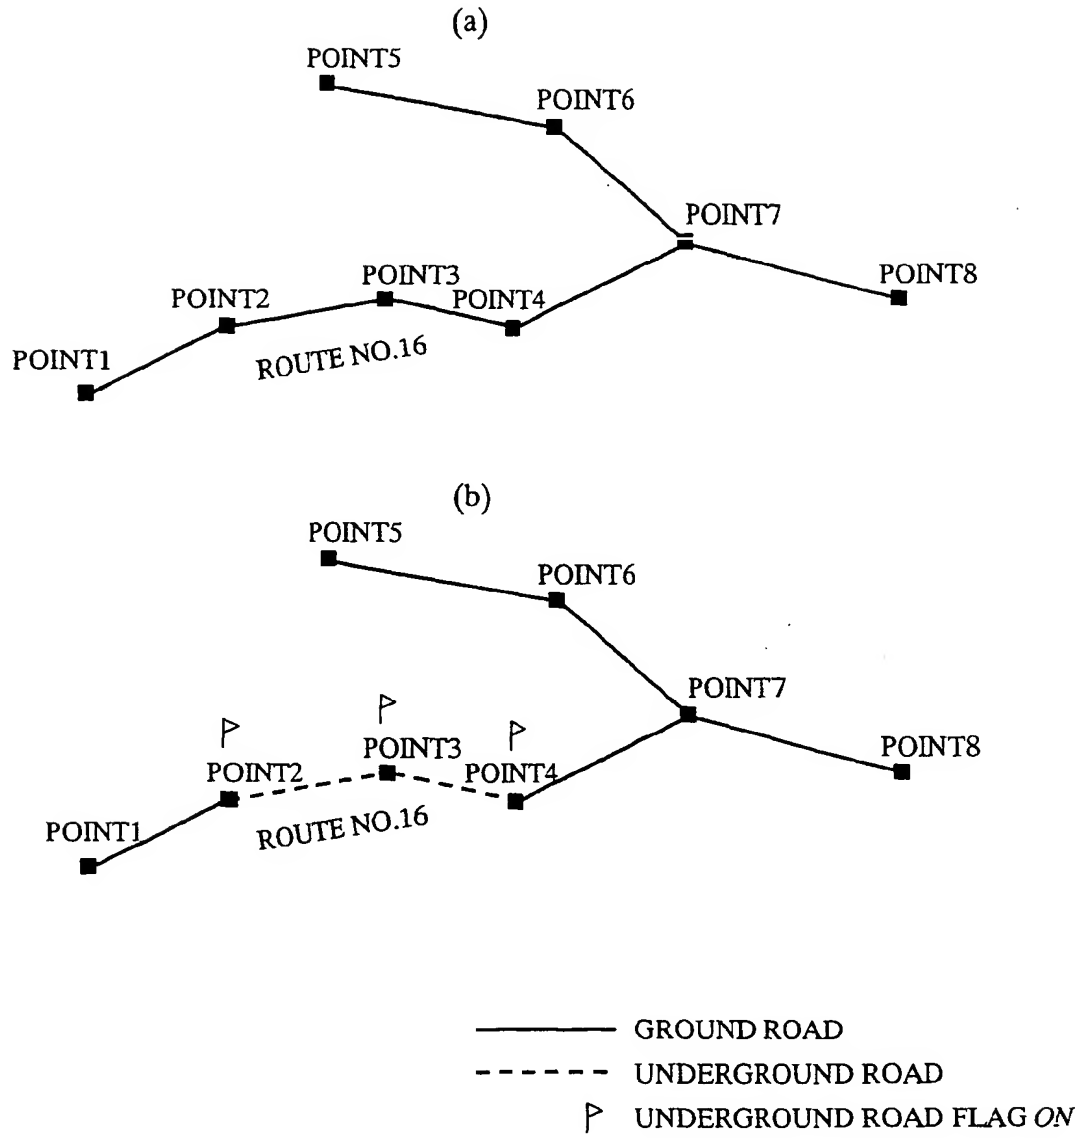 (a)
POINT5
POINT6
POINT7
POINT8
POINT3
POINT2
POINT4
POINT1
ROUTE NO.16
(b)
POINT5
POINT6
POINT7
POINT8
POINT3
POINT2
POINT4
POINT1
ROUTE NO.16
GROUND ROAD
UNDERGROUND ROAD
UNDERGROUND ROAD FLAG ON